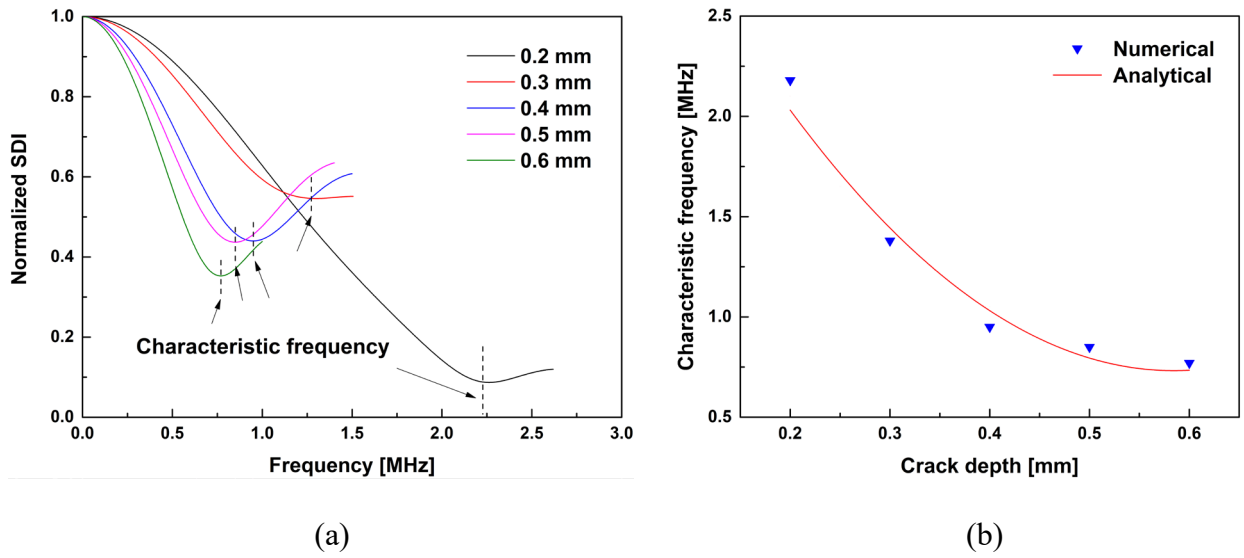 1.0
0.8
0.6
0.4
0.2
0.0
Normalized SDI
0.2 mm
0.3 mm
0.4 mm
0.5 mm
0.6 mm
Characteristic frequency
0.0 0.5 1.0 1.5 2.0 2.5 3.0
Frequency [MHz]
(a)
2.5
2.0
1.5
1.0
0.5
Characteristic frequency [MHz]
Numerical
Analytical
0.2 0.3 0.4 0.5 0.6
Crack depth [mm]
(b)